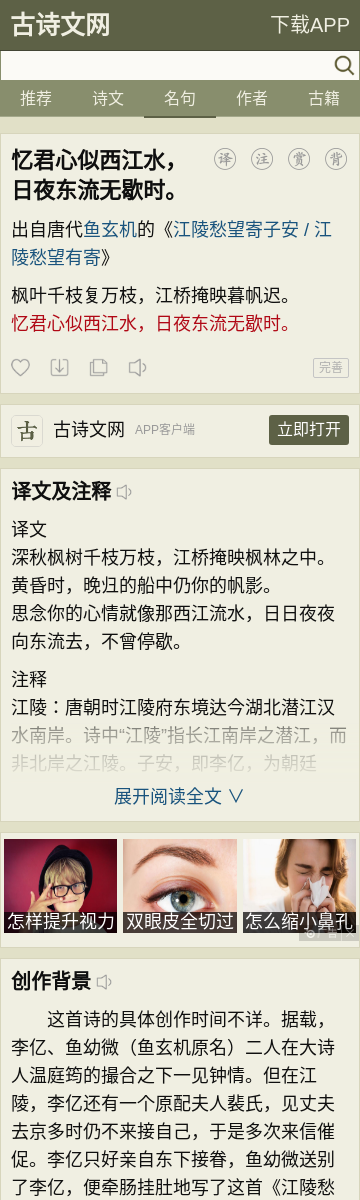 古诗文网 下载APP
推荐 诗文 名句 作者 古籍
忆君心似西江水，
日夜东流无歇时。
译 注 赏 背
出自唐代鱼玄机的《江陵愁望寄子安 / 江
陵愁望有寄》
枫叶千枝复万枝，江桥掩映暮帆迟。
忆君心似西江水，日夜东流无歇时。
完善
古 古诗文网 APP客户端 立即打开
译文及注释
译文
深秋枫树千枝万枝，江桥掩映枫林之中。
黄昏时，晚归的船中仍你的帆影。
思念你的心情就像那西江流水，日日夜夜
向东流去，不曾停歇。
注释
江陵：唐朝时江陵府东境达今湖北潜江汉
水南岸。诗中“江陵”指长江南岸之潜江，而
非北岸之江陵。子安，即李亿，为朝廷
展开阅读全文 ∨
怎样提升视力 双眼皮全切过 怎么缩小鼻孔
创作背景
这首诗的具体创作时间不详。据载，
李亿、鱼幼微（鱼玄机原名）二人在大诗
人温庭筠的撮合之下一见钟情。但在江
陵，李亿还有一个原配夫人裴氏，见丈夫
去京多时仍不来接自己，于是多次来信催
促。李亿只好亲自东下接眷，鱼幼微送别
了李亿，便牵肠挂肚地写了这首《江陵愁